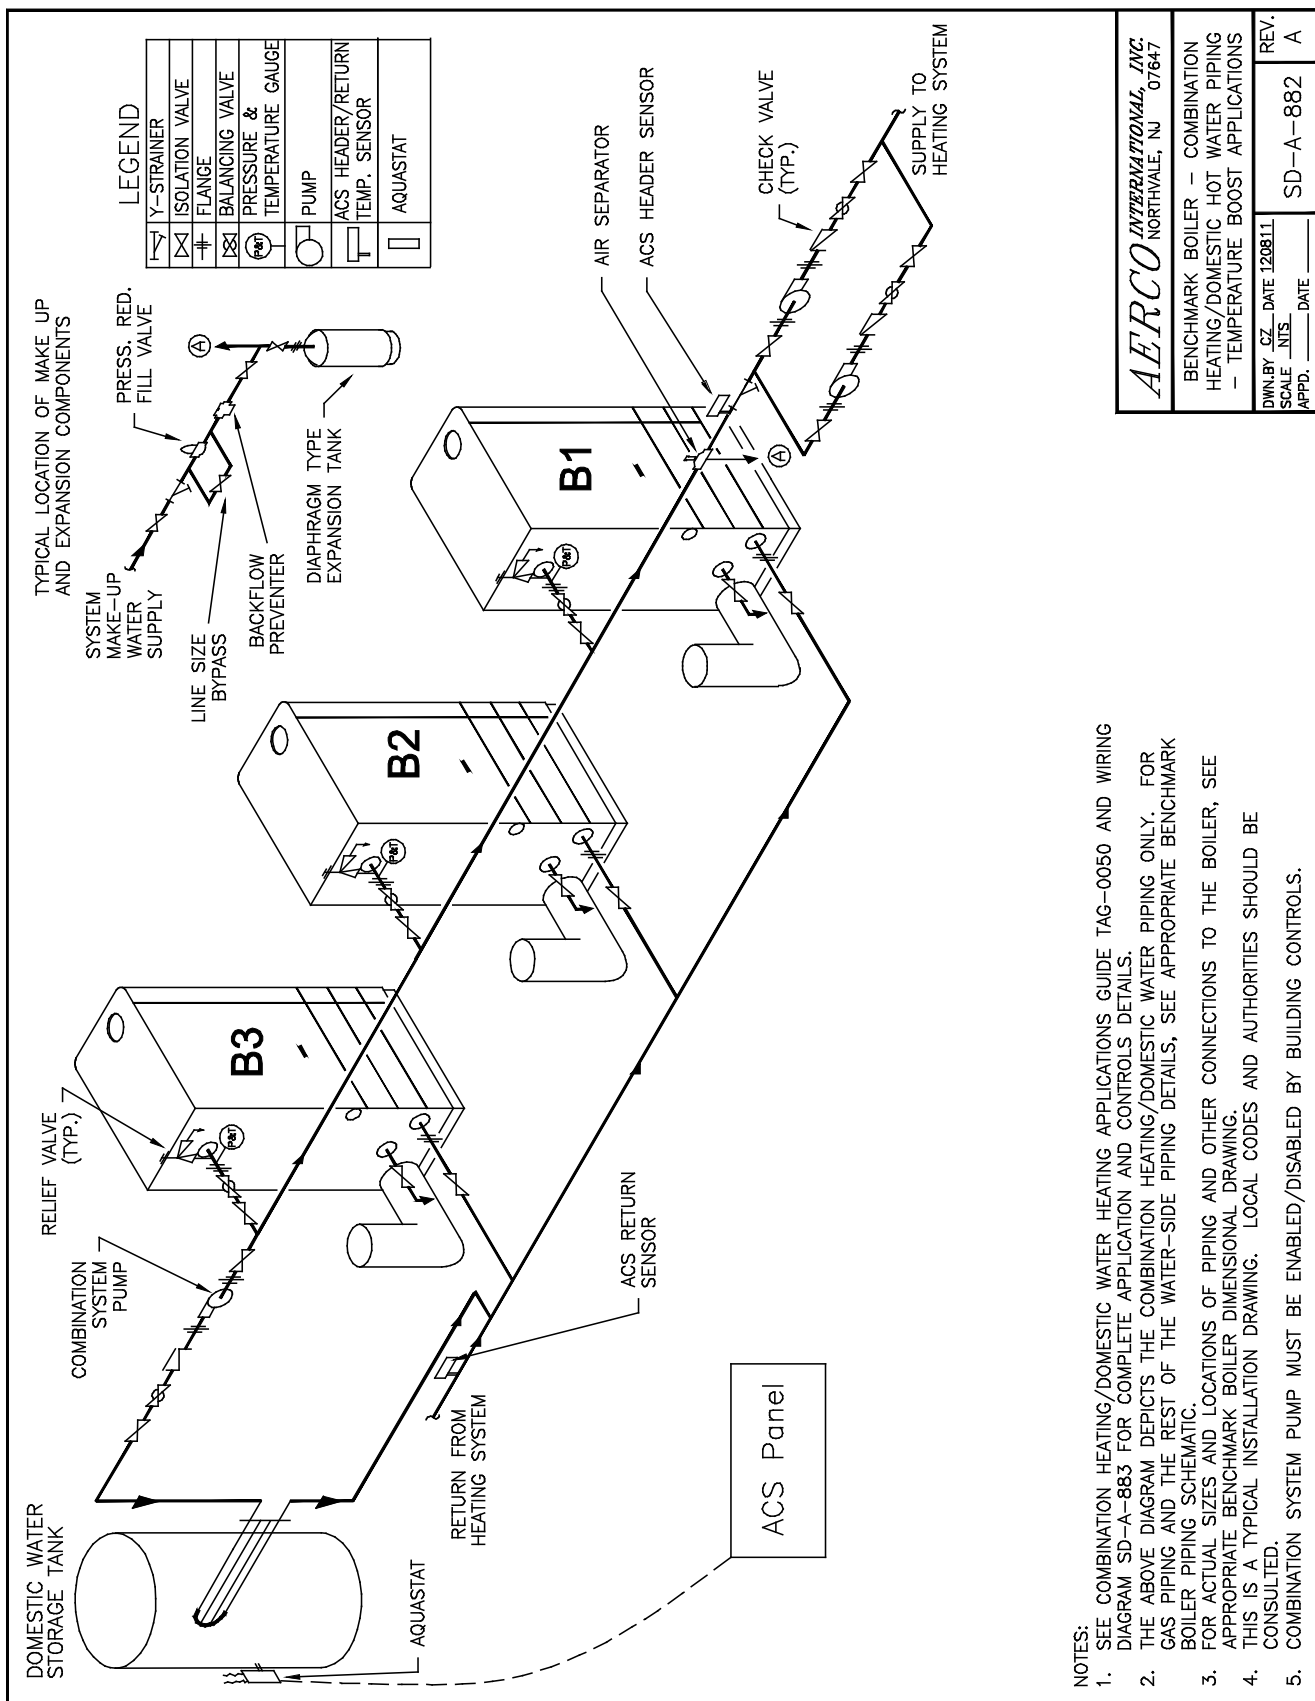 DOMESTIC WATER
STORAGE TANK
COMBINATION
SYSTEM
PUMP
RELIEF VALVE
(TYP.)
TYPICAL LOCATION OF MAKE UP
AND EXPANSION COMPONENTS
SYSTEM
MAKE-UP
WATER
SUPPLY
PRESS. RED.
FILL VALVE
LINE SIZE
BYPASS
BACKFLOW
PREVENTER
DIAPHRAGM TYPE
EXPANSION TANK
A
LEGEND
Y-STRAINER
ISOLATION VALVE
FLANGE
BALANCING VALVE
P&T
PRESSURE &
TEMPERATURE GAUGE
PUMP
ACS HEADER/RETURN
TEMP. SENSOR
AQUASTAT
B3
P&T
B2
P&T
B1
P&T
A
AIR SEPARATOR
ACS HEADER SENSOR
CHECK VALVE
(TYP.)
SUPPLY TO
HEATING SYSTEM
AQUASTAT
RETURN FROM
HEATING SYSTEM
ACS RETURN
SENSOR
ACS Panel
NOTES:
1. SEE COMBINATION HEATING/DOMESTIC WATER HEATING APPLICATIONS GUIDE TAG-0050 AND WIRING
DIAGRAM SD-A-883 FOR COMPLETE APPLICATION AND CONTROLS DETAILS.
2. THE ABOVE DIAGRAM DEPICTS THE COMBINATION HEATING/DOMESTIC WATER PIPING ONLY. FOR
GAS PIPING AND THE REST OF THE WATER-SIDE PIPING DETAILS, SEE APPROPRIATE BENCHMARK
BOILER PIPING SCHEMATIC.
3. FOR ACTUAL SIZES AND LOCATIONS OF PIPING AND OTHER CONNECTIONS TO THE BOILER, SEE
APPROPRIATE BENCHMARK BOILER DIMENSIONAL DRAWING.
4. THIS IS A TYPICAL INSTALLATION DRAWING. LOCAL CODES AND AUTHORITIES SHOULD BE
CONSULTED.
5. COMBINATION SYSTEM PUMP MUST BE ENABLED/DISABLED BY BUILDING CONTROLS.
AERCO INTERNATIONAL, INC.
NORTHVALE, NJ 07647
BENCHMARK BOILER - COMBINATION
HEATING/DOMESTIC HOT WATER PIPING
- TEMPERATURE BOOST APPLICATIONS
DWN.BY CZ DATE 120811
SCALE NTS
APPD. DATE
SD-A-882
REV.
A